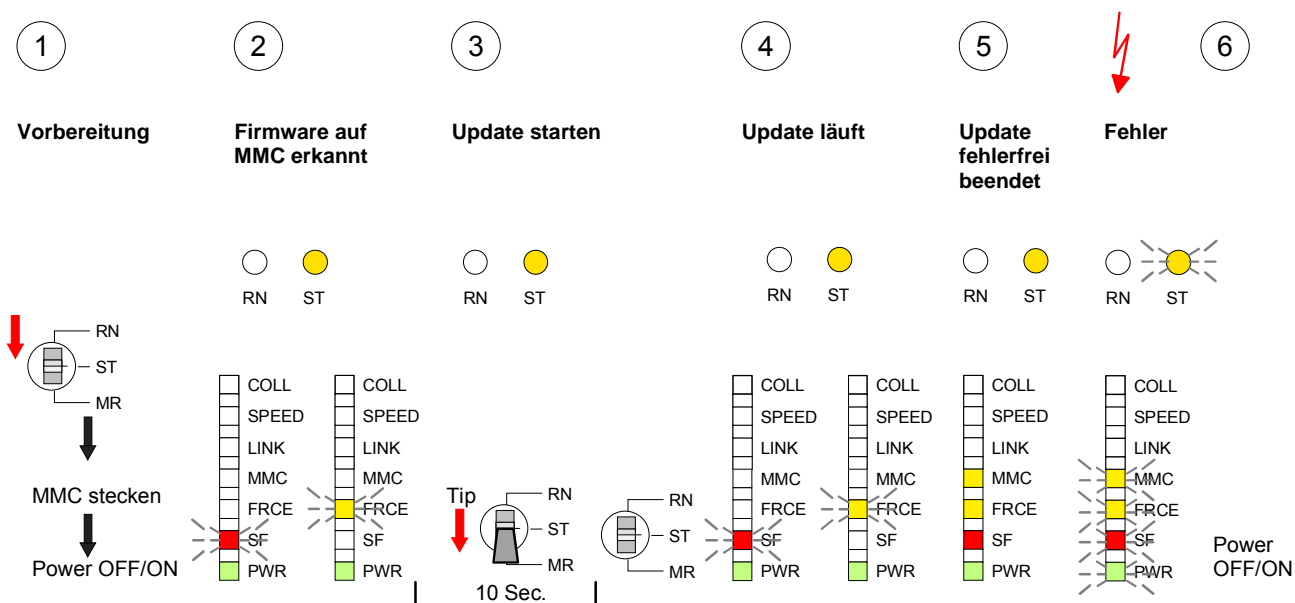 1
2
3
4
5
6
Vorbereitung
Firmware auf
MMC erkannt
Update starten
Update läuft
Update
fehlerfrei
beendet
Fehler
RN ST
RN ST
RN ST
RN ST
RN ST
RN
ST
MR
MMC stecken
Power OFF/ON
COLL
SPEED
LINK
MMC
FRCE
SF
PWR
COLL
SPEED
LINK
MMC
FRCE
SF
PWR
Tip
RN
ST
MR
10 Sec.
RN
ST
MR
COLL
SPEED
LINK
MMC
FRCE
SF
PWR
COLL
SPEED
LINK
MMC
FRCE
SF
PWR
COLL
SPEED
LINK
MMC
FRCE
SF
PWR
COLL
SPEED
LINK
MMC
FRCE
SF
PWR
Power
OFF/ON